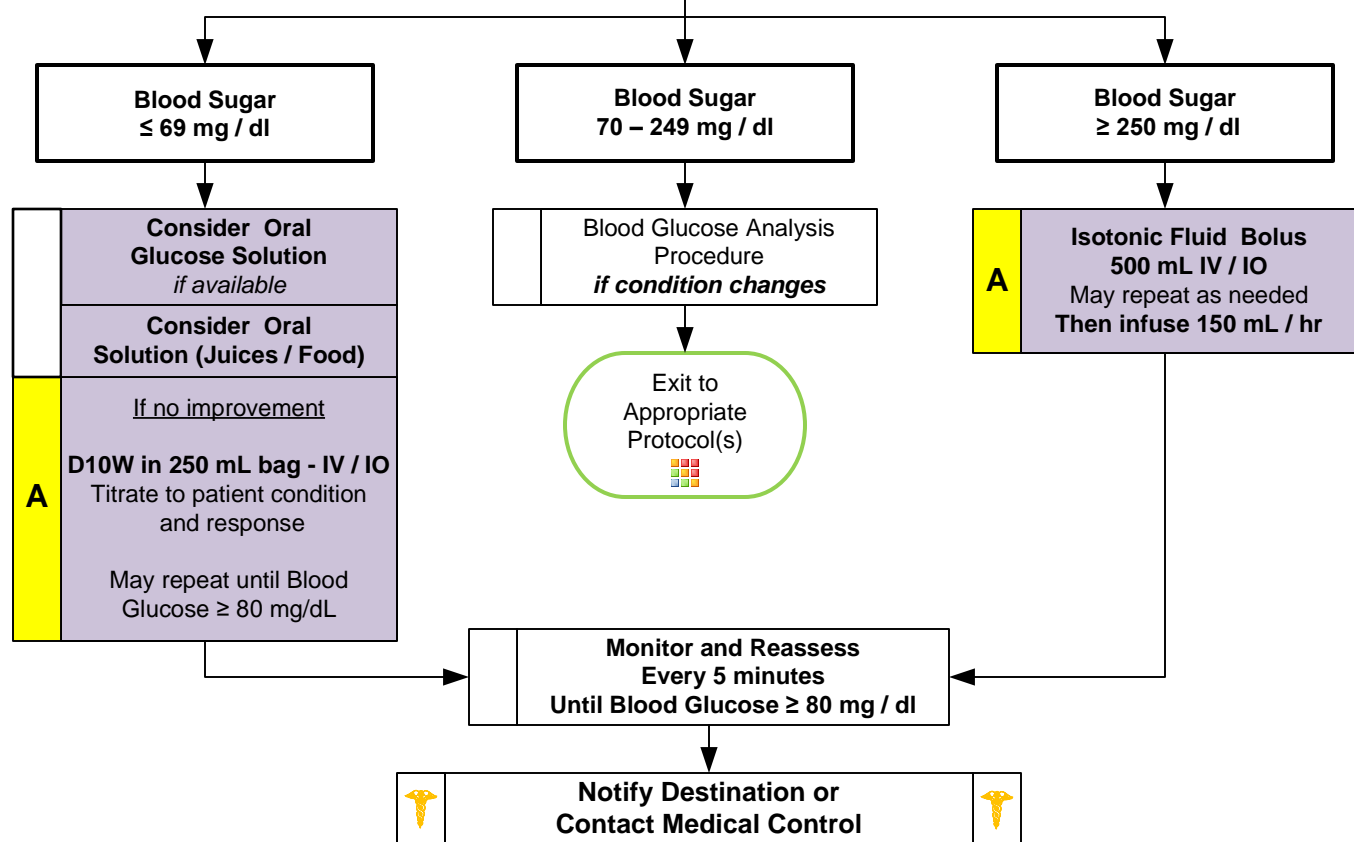 Blood Sugar
≤ 69 mg / dl
Blood Sugar
70 – 249 mg / dl
Blood Sugar
≥ 250 mg / dl
Consider Oral
Glucose Solution
if available
Consider Oral
Solution (Juices / Food)
A
If no improvement
D10W in 250 mL bag - IV / IO
Titrate to patient condition
and response
May repeat until Blood
Glucose ≥ 80 mg/dL
Blood Glucose Analysis
Procedure
if condition changes
Exit to
Appropriate
Protocol(s)
A
Isotonic Fluid Bolus
500 mL IV / IO
May repeat as needed
Then infuse 150 mL / hr
Monitor and Reassess
Every 5 minutes
Until Blood Glucose ≥ 80 mg / dl
Notify Destination or
Contact Medical Control